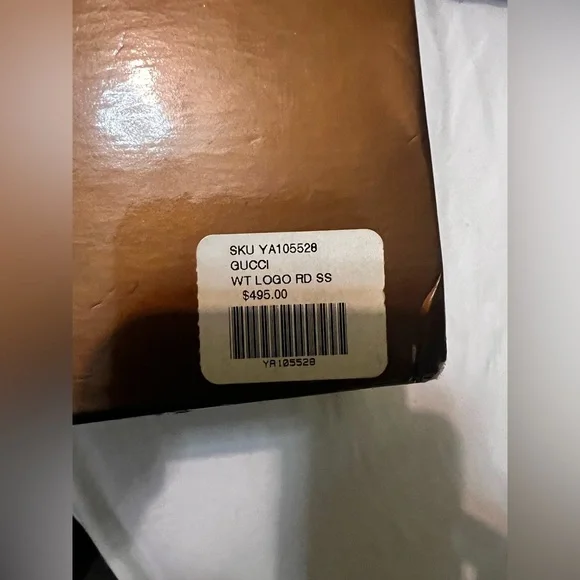 SKU YA105528
GUCCI
WT LOGO RD SS
$495.00
YA105528